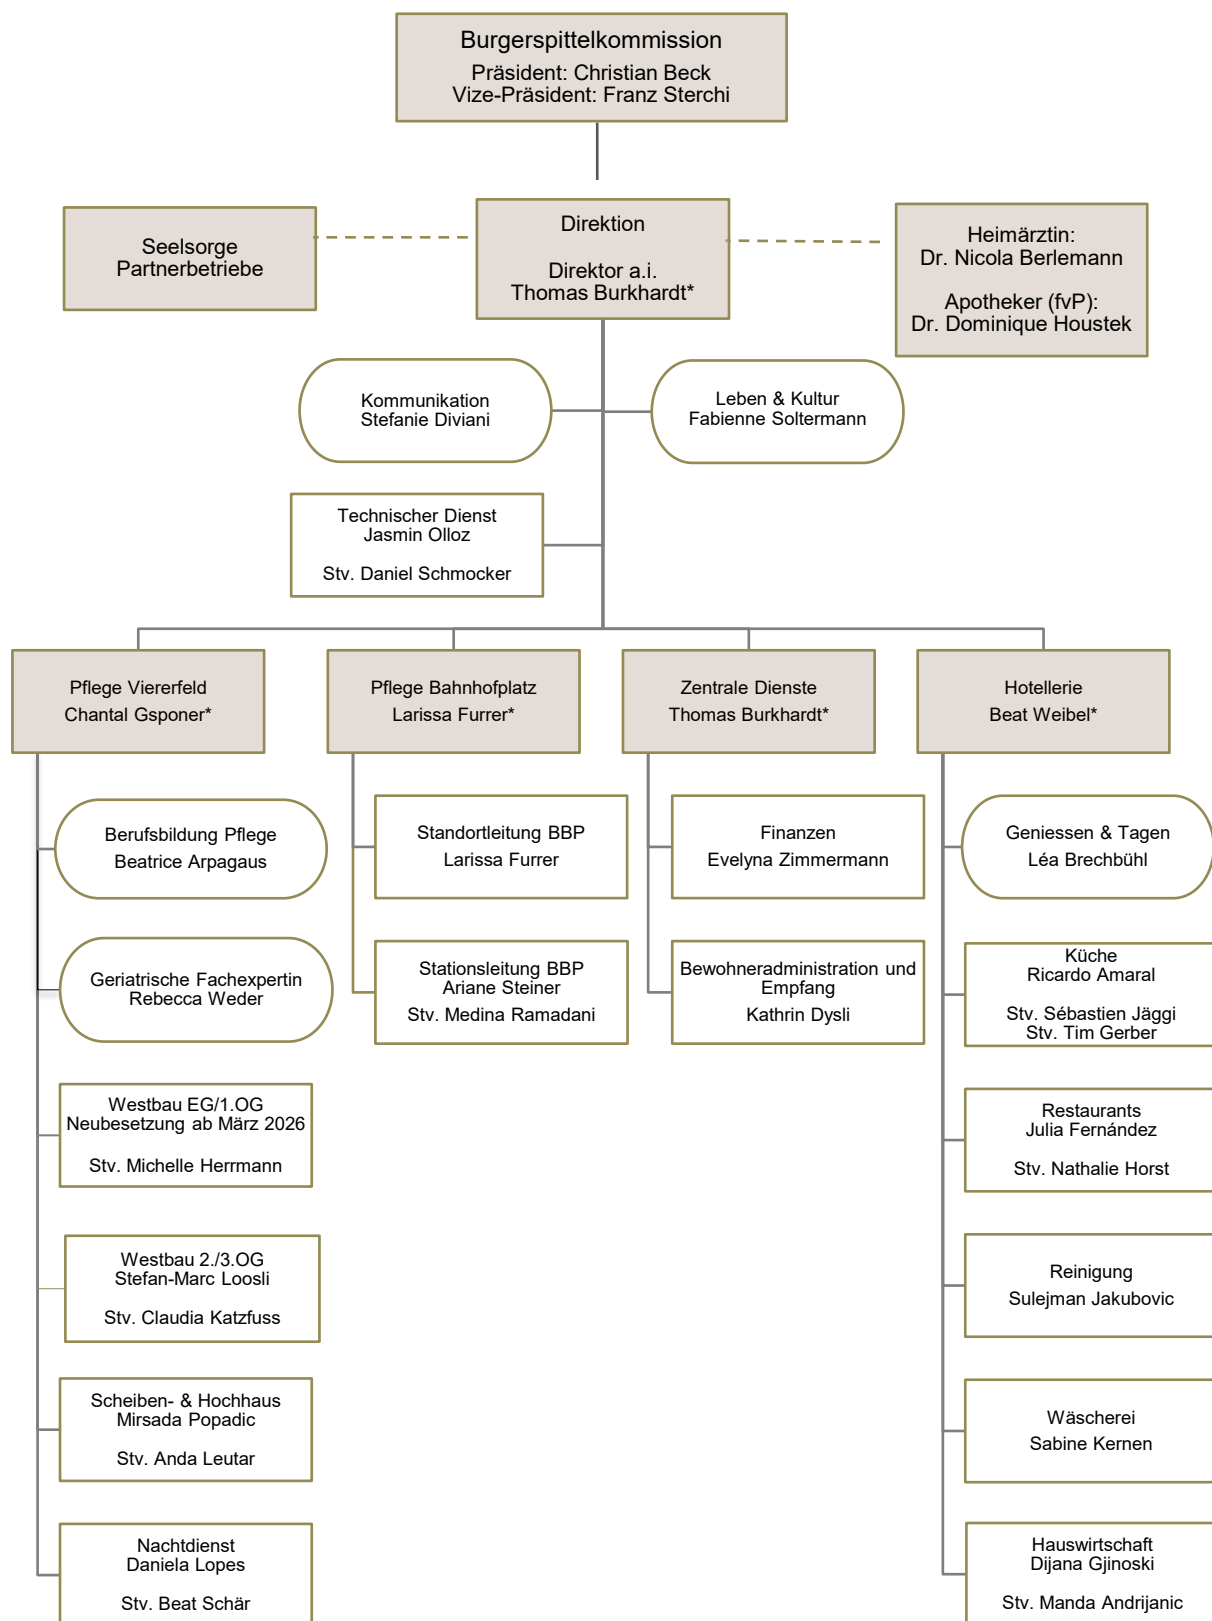 Burgerspittelkommission
Präsident: Christian Beck
Vize-Präsident: Franz Sterchi
Seelsorge
Partnerbetriebe
Direktion
Direktor a.i.
Thomas Burkhardt*
Heimärztin:
Dr. Nicola Berlemann
Apotheker (fvP):
Dr. Dominique Houstek
Kommunikation
Stefanie Diviani
Leben & Kultur
Fabienne Soltermann
Technischer Dienst
Jasmin Olloz
Stv. Daniel Schmocker
Pflege Viererfeld
Chantal Gsponer*
Pflege Bahnhofplatz
Larissa Furrer*
Zentrale Dienste
Thomas Burkhardt*
Hotellerie
Beat Weibel*
Berufsbildung Pflege
Beatrice Arpagaus
Geriatrische Fachexpertin
Rebecca Weder
Westbau EG/1.OG
Neubesetzung ab März 2026
Stv. Michelle Herrmann
Westbau 2./3.OG
Stefan-Marc Loosli
Stv. Claudia Katzfuss
Scheiben- & Hochhaus
Mirsada Popadic
Stv. Anda Leutar
Nachtdienst
Daniela Lopes
Stv. Beat Schär
Standortleitung BBP
Larissa Furrer
Stationsleitung BBP
Ariane Steiner
Stv. Medina Ramadani
Finanzen
Evelyna Zimmermann
Bewohneradministration und
Empfang
Kathrin Dysli
Geniessen & Tagen
Léa Brechbühl
Küche
Ricardo Amaral
Stv. Sébastien Jäggi
Stv. Tim Gerber
Restaurants
Julia Fernández
Stv. Nathalie Horst
Reinigung
Sulejman Jakubovic
Wäscherei
Sabine Kernen
Hauswirtschaft
Dijana Gjinoski
Stv. Manda Andrijanic